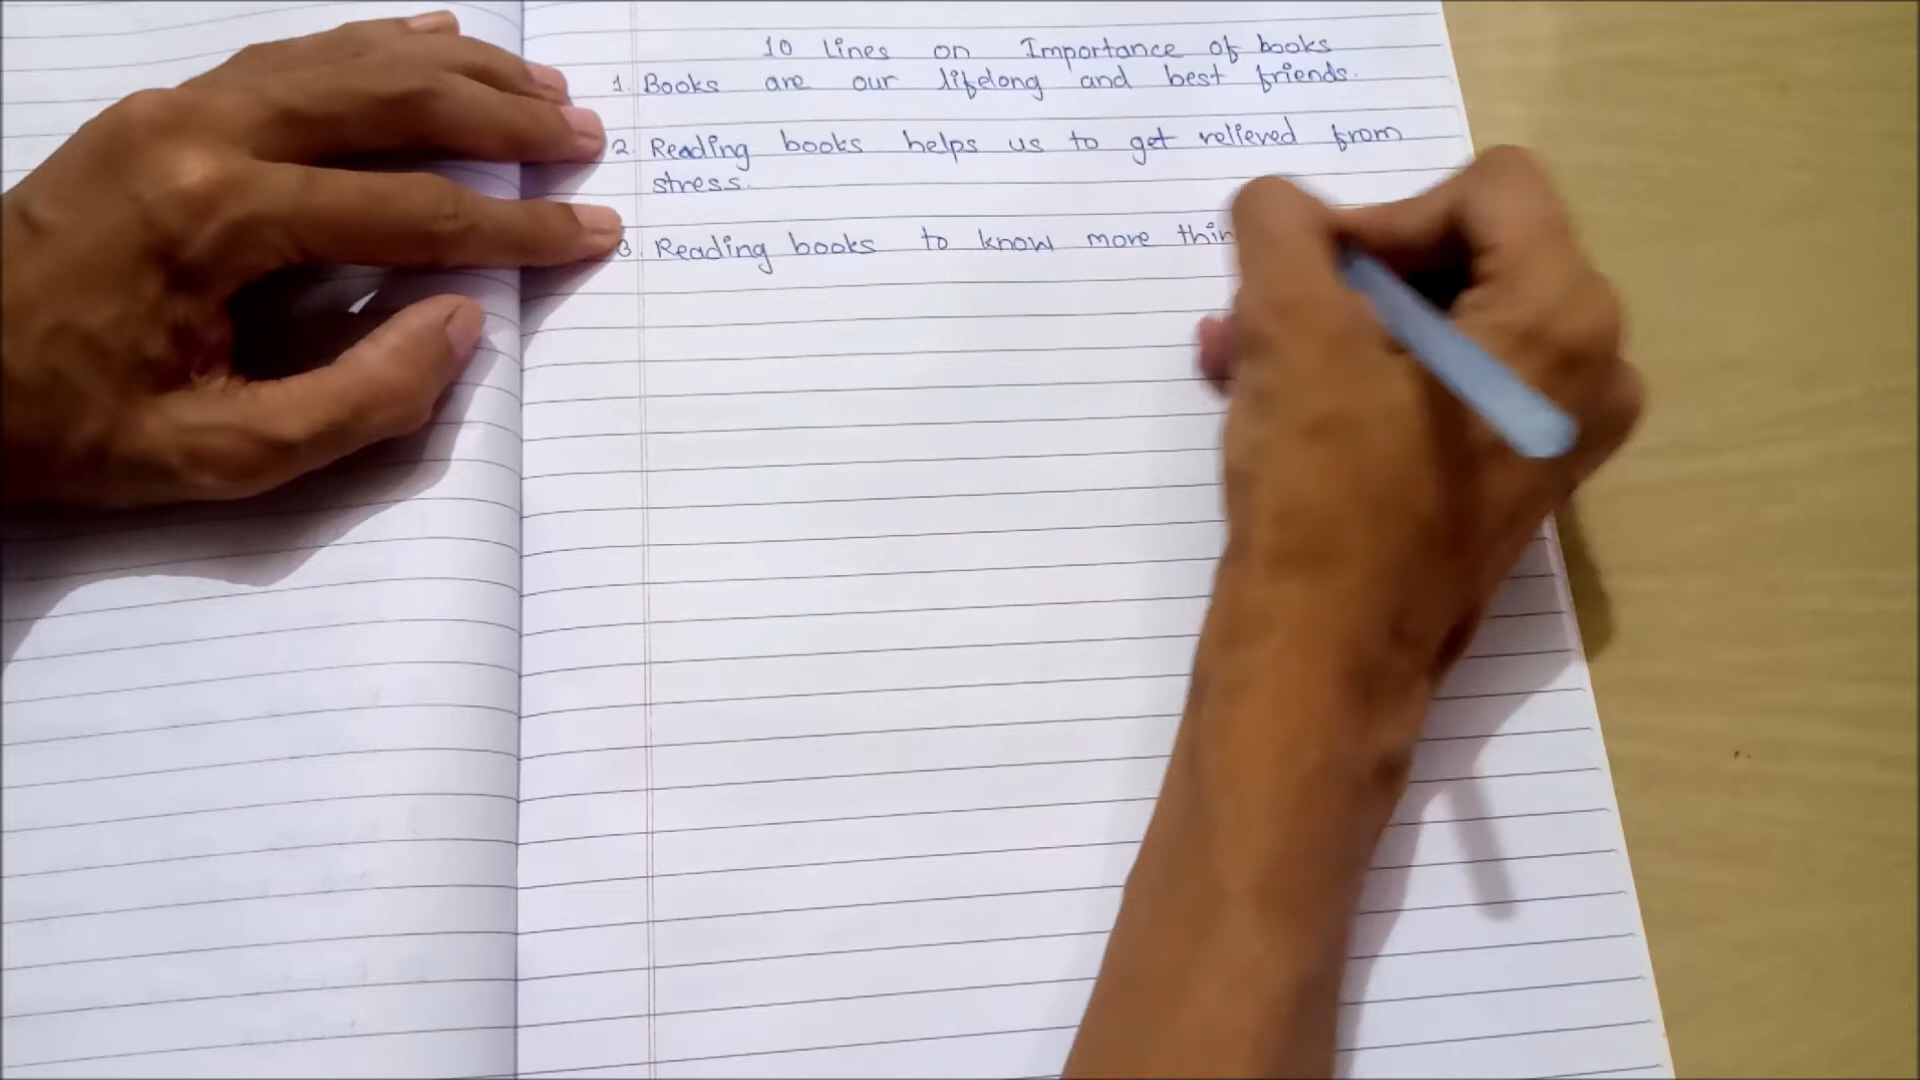 10 Lines on Importance of books
1. Books are our lifelong and best friends.
2. Reading books helps us to get relieved from
stress.
3. Reading books to know more thin